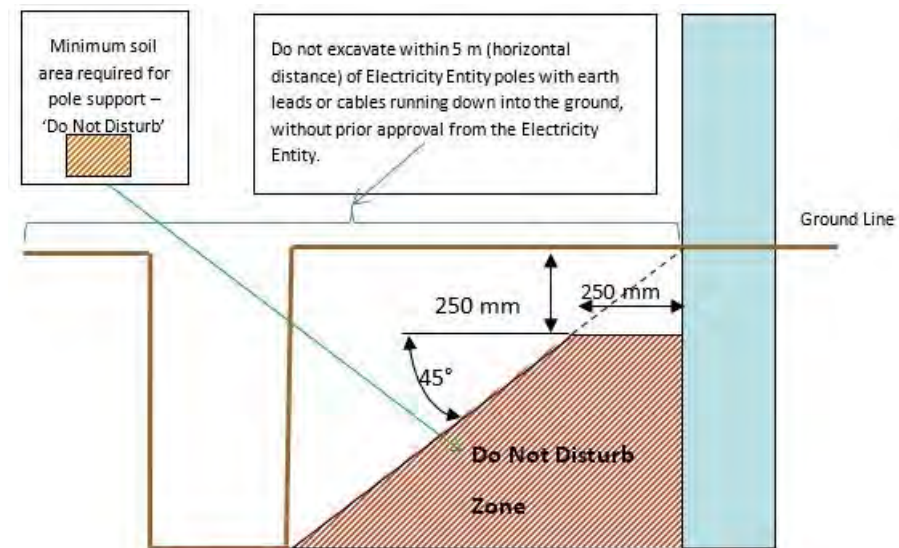 Minimum soil
area required for
pole support –
‘Do Not Disturb’
Do not excavate within 5 m (horizontal
distance) of Electricity Entity poles with earth
leads or cables running down into the ground,
without prior approval from the Electricity
Entity.
Ground Line
250 mm
250 mm
45°
Do Not Disturb
Zone